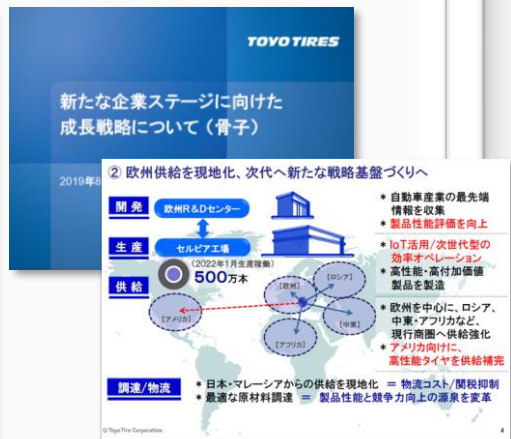 TOYO TIRES
新たな企業ステージに向けた
成長戦略について（骨子）
2019年8
② 欧州供給を現地化、次代へ新たな戦略基盤づくりへ
開発
欧州R&Dセンター
* 自動車産業の最先端
情報を収集
* 製品性能評価を向上
生産
セルビア工場
(2022年1月生産稼働)
500万本
* IoT活用/次世代型の
効率オペレーション
* 高性能・高付加価値
製品を製造
供給
[アメリカ]
[欧州]
[ロシア]
[中東]
[アフリカ]
* 欧州を中心に、ロシア、
中東・アフリカなど、
現行商圏へ供給強化
* アメリカ向けに、
高性能タイヤを供給補完
調達/物流
* 日本・マレーシアからの供給を現地化 ＝ 物流コスト/関税抑制
* 最適な原材料調達 ＝ 製品性能と競争力向上の源泉を変革
© Toyo Tire Corporation
4